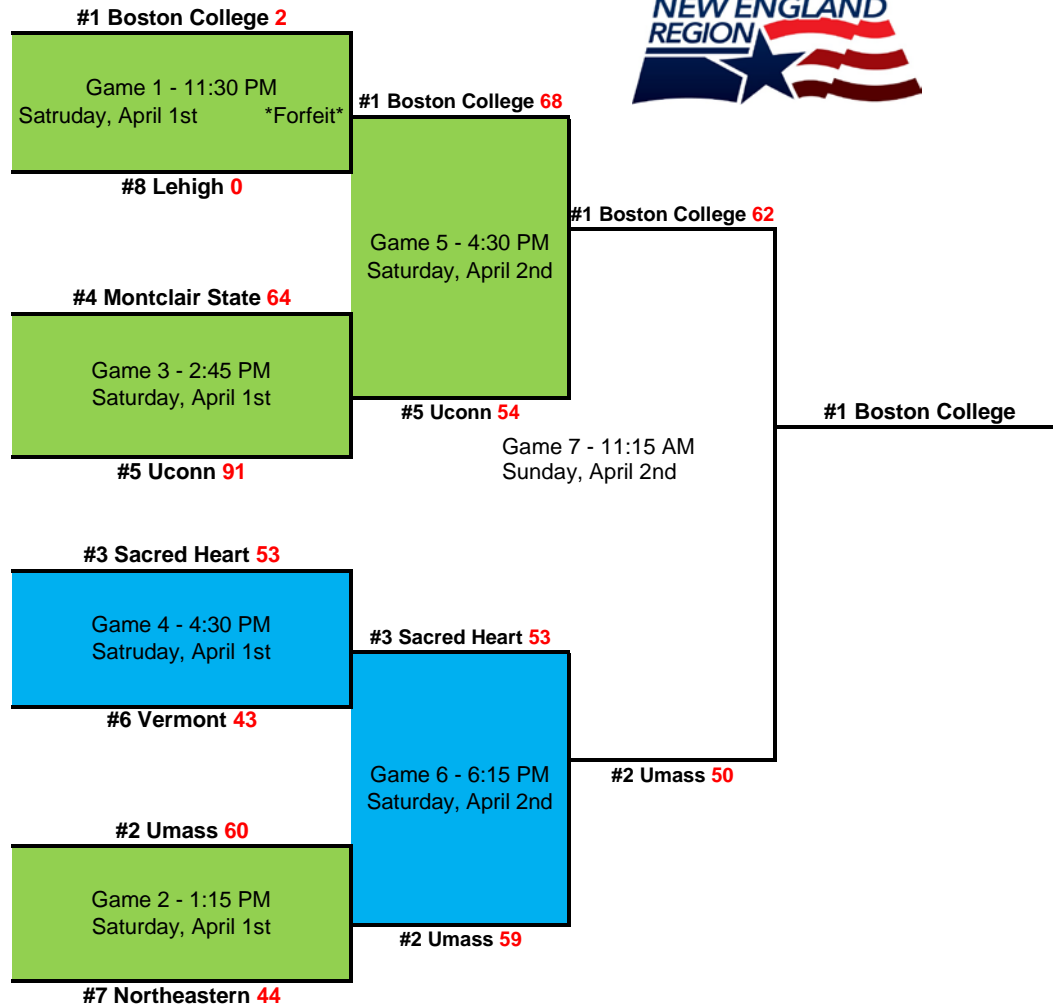 NEW ENGLAND
REGION
#1 Boston College 2
Game 1 - 11:30 PM
Satruday, April 1st *Forfeit*
#8 Lehigh 0
#1 Boston College 68
Game 5 - 4:30 PM
Saturday, April 2nd
#5 Uconn 54
#4 Montclair State 64
Game 3 - 2:45 PM
Saturday, April 1st
#5 Uconn 91
#1 Boston College 62
Game 7 - 11:15 AM
Sunday, April 2nd
#1 Boston College
#3 Sacred Heart 53
Game 4 - 4:30 PM
Satruday, April 1st
#6 Vermont 43
#3 Sacred Heart 53
Game 6 - 6:15 PM
Saturday, April 2nd
#2 Umass 59
#2 Umass 50
#2 Umass 60
Game 2 - 1:15 PM
Saturday, April 1st
#7 Northeastern 44